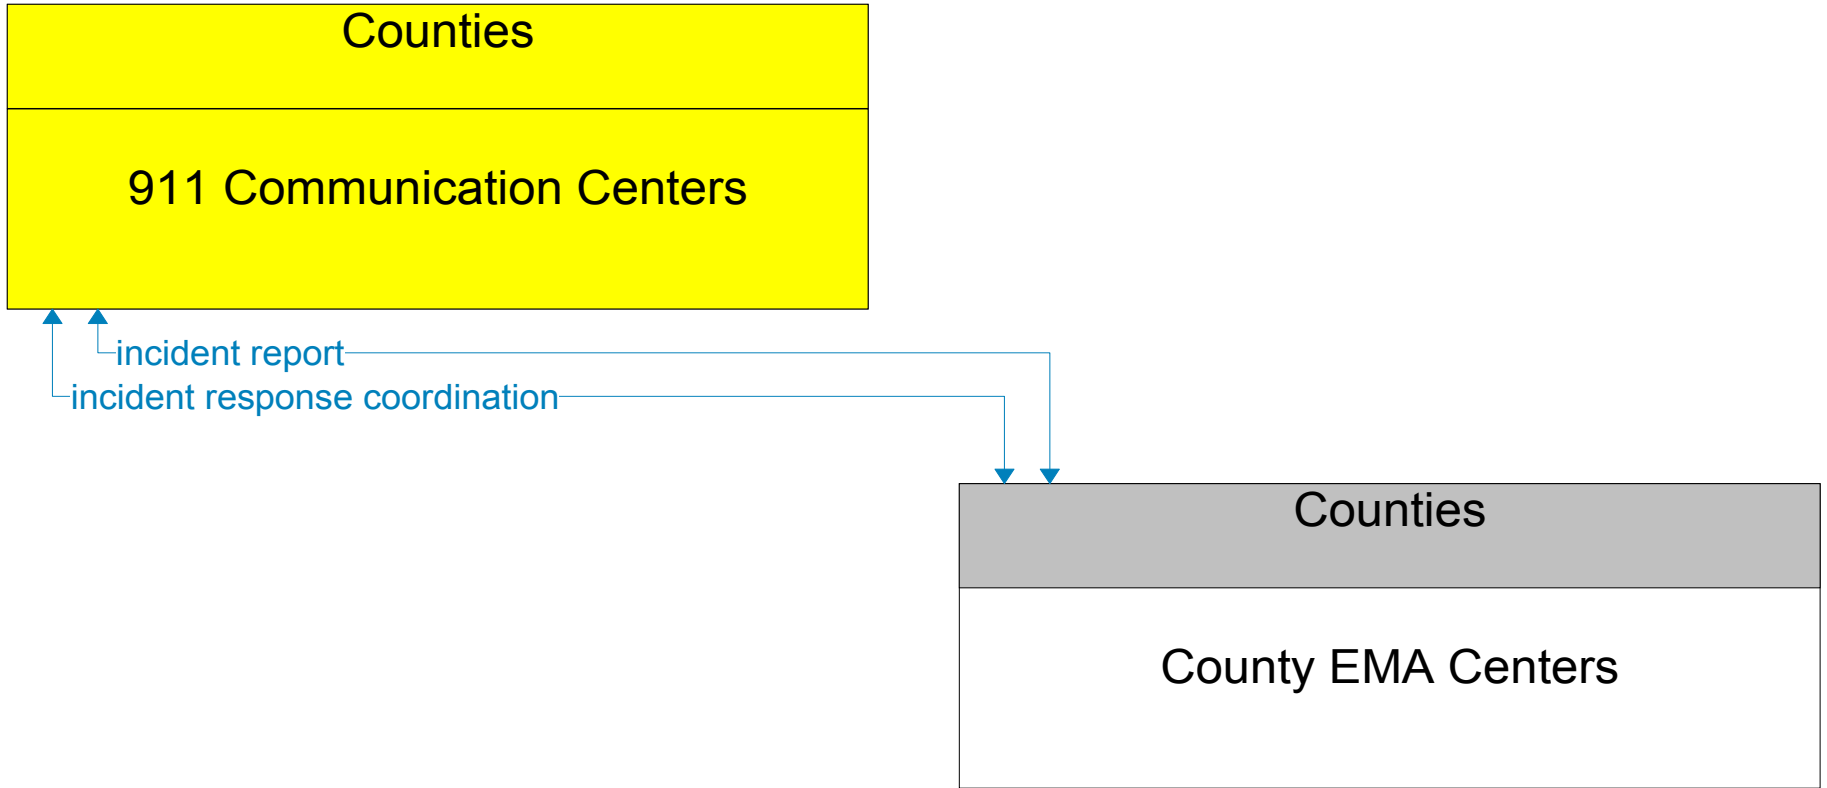 Counties
911 Communication Centers
incident report
incident response coordination
Counties
County EMA Centers